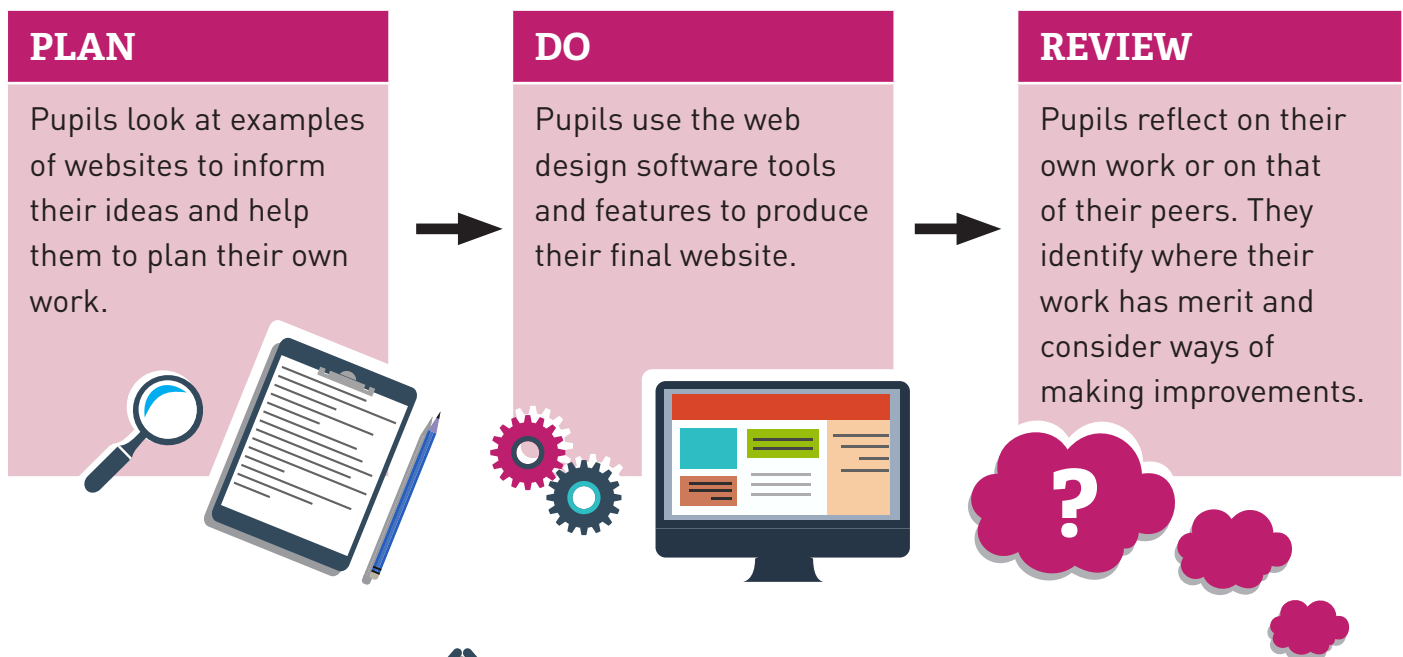 PLAN
Pupils look at examples
of websites to inform
their ideas and help
them to plan their own
work.
DO
Pupils use the web
design software tools
and features to produce
their final website.
REVIEW
Pupils reflect on their
own work or on that
of their peers. They
identify where their
work has merit and
consider ways of
making improvements.
?